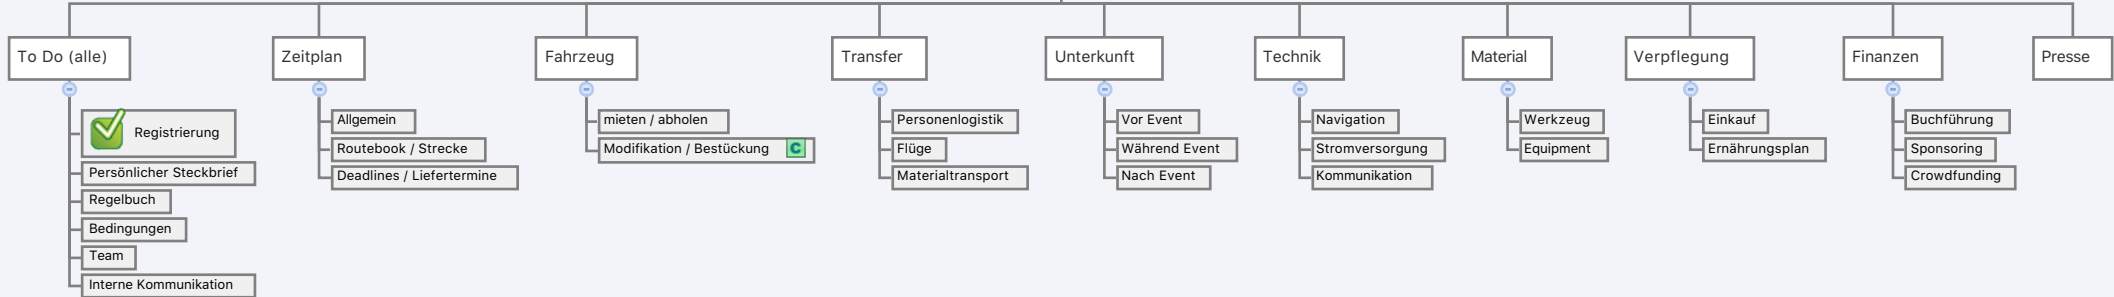 To Do (alle)
Zeitplan
Fahrzeug
Transfer
Unterkunft
Technik
Material
Verpflegung
Finanzen
Presse
Registrierung
Persönlicher Steckbrief
Regelbuch
Bedingungen
Team
Interne Kommunikation
Allgemein
Routebook / Strecke
Deadlines / Liefertermine
mieten / abholen
Modifikation / Bestückung C
Personenlogistik
Flüge
Materialtransport
Vor Event
Während Event
Nach Event
Navigation
Stromversorgung
Kommunikation
Werkzeug
Equipment
Einkauf
Ernährungsplan
Buchführung
Sponsoring
Crowdfunding